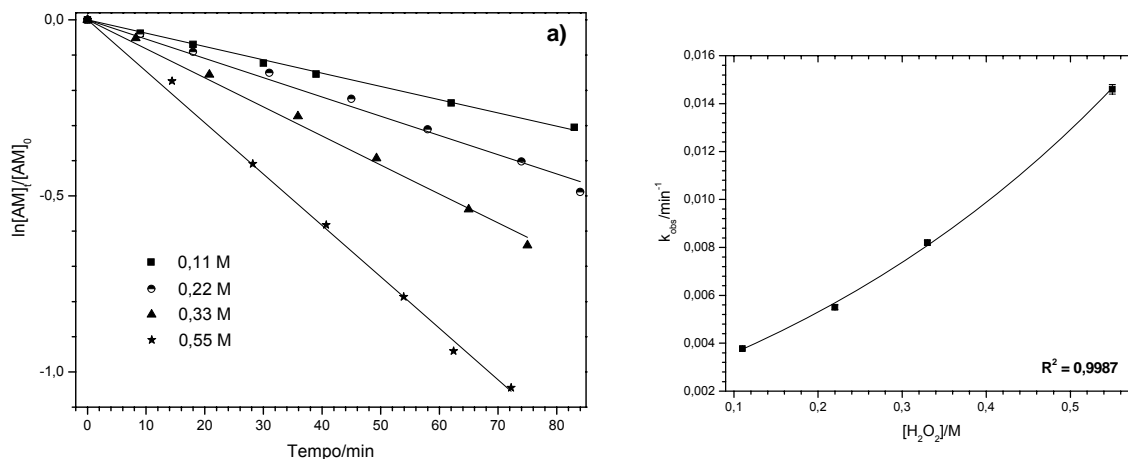 a)
0,0
-0,5
-1,0
ln[AM]t/[AM]0
0,11 M
0,22 M
0,33 M
0,55 M
0 10 20 30 40 50 60 70 80
Tempo/min
0,016
0,014
0,012
0,010
0,008
0,006
0,004
0,002
kobs/min-1
R2 = 0,9987
0,1 0,2 0,3 0,4 0,5
[H2O2]/M